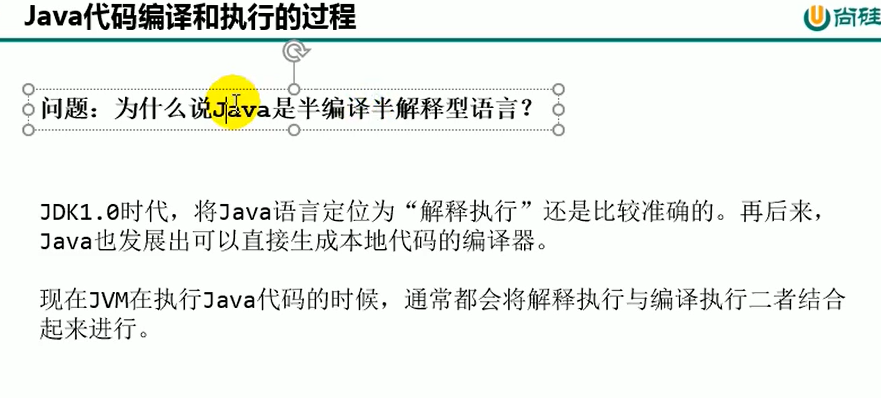 Java代码编译和执行的过程
尚硅
问题：为什么说Java是半编译半解释型语言？
JDK1.0时代，将Java语言定位为“解释执行”还是比较准确的。再后来，
Java也发展出可以直接生成本地代码的编译器。
现在JVM在执行Java代码的时候，通常都会将解释执行与编译执行二者结合
起来进行。